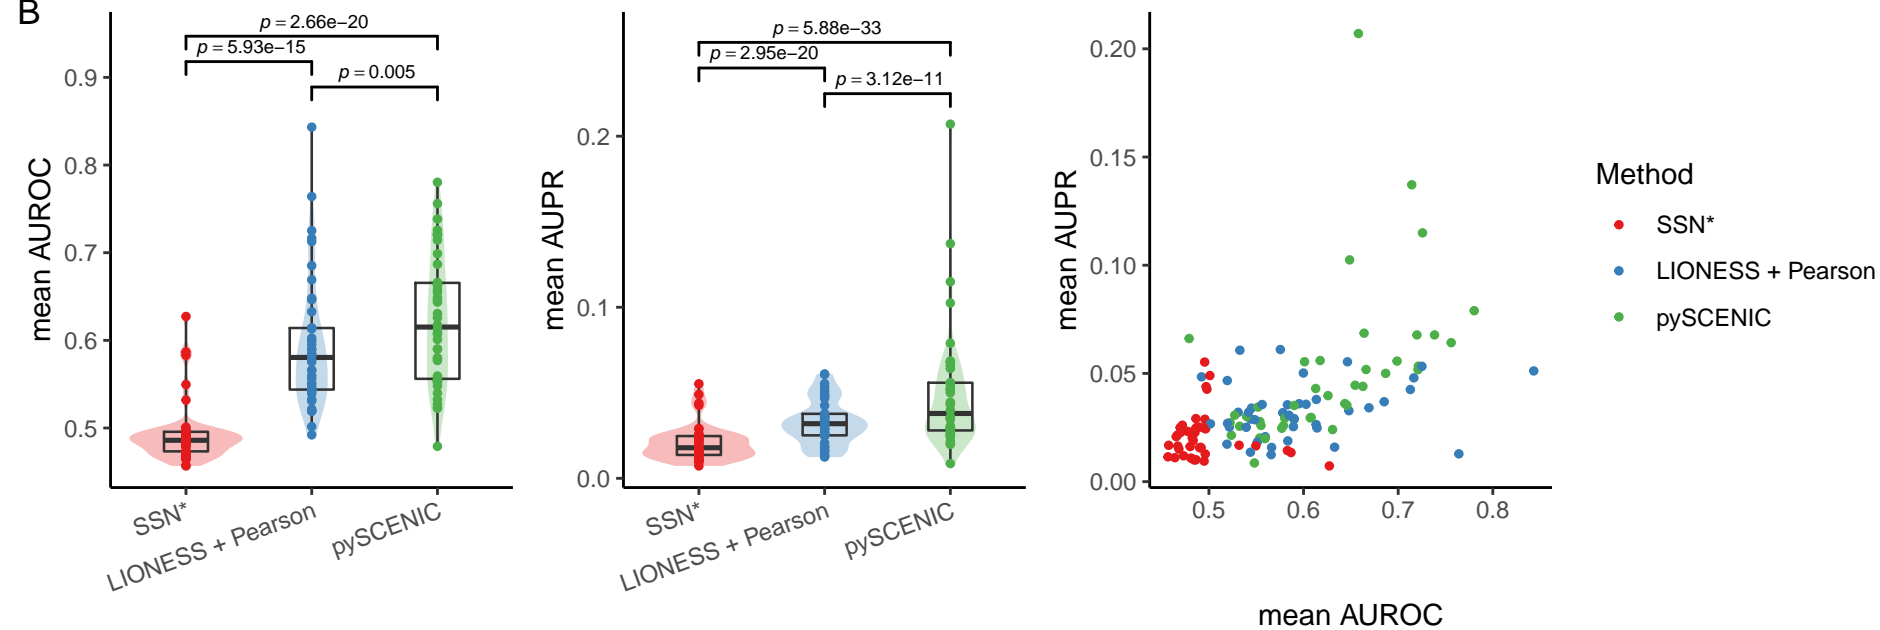 B
p = 2.66e−20
p = 5.93e−15
p = 0.005
mean AUROC
0.9
0.8
0.7
0.6
0.5
SSN*
LIONESS + Pearson
pySCENIC
p = 5.88e−33
p = 2.95e−20
p = 3.12e−11
mean AUPR
0.2
0.1
0.0
SSN*
LIONESS + Pearson
pySCENIC
mean AUPR
0.20
0.15
0.10
0.05
0.00
0.5 0.6 0.7 0.8
mean AUROC
Method
SSN*
LIONESS + Pearson
pySCENIC